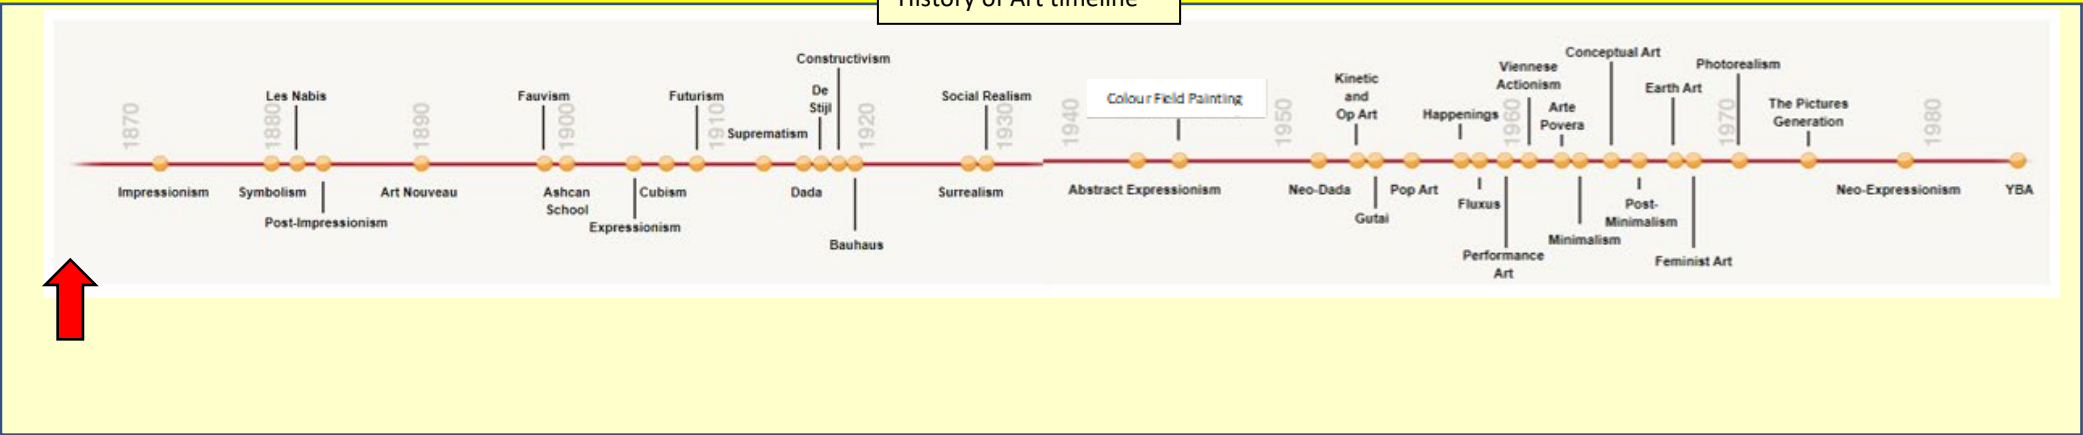 History of Art timeline
Constructivism
Les Nabis
Fauvism
Futurism
De
Stijl
Social Realism
Suprematism
1870
1880
1890
1900
1910
1920
1930
Impressionism
Symbolism
Post-Impressionism
Art Nouveau
Ashcan
School
Expressionism
Cubism
Dada
Bauhaus
Surrealism
Colour Field Painting
Kinetic
and
Op Art
Happenings
Viennese
Actionism
Arte
Povera
Conceptual Art
Earth Art
Photorealism
The Pictures
Generation
1940
1950
1960
1970
1980
Abstract Expressionism
Neo-Dada
Gutai
Pop Art
Fluxus
Performance
Art
Minimalism
Post-
Minimalism
Feminist Art
Neo-Expressionism
YBA